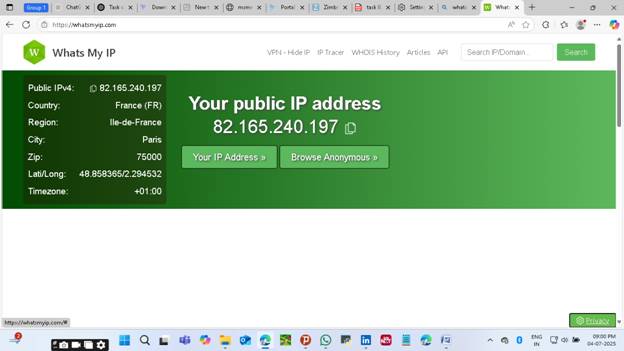 Group 1
ChatG
Task c
Down
New t
Portal
Zimbr
task l
Settin
whats
Whats
https://whatsmyip.com
W Whats My IP
VPN - Hide IP IP Tracer WHOIS History Articles API Search IP/Domain... Search
Public IPv4: 82.165.240.197
Country: France (FR)
Region: Ile-de-France
City: Paris
Zip: 75000
Lati/Long: 48.858365/2.294532
Timezone: +01:00
Your public IP address
82.165.240.197
Your IP Address »
Browse Anonymous »
https://whatsmyip.com/#
Privacy
2
ENG
IN
09:00 PM
04-07-2025